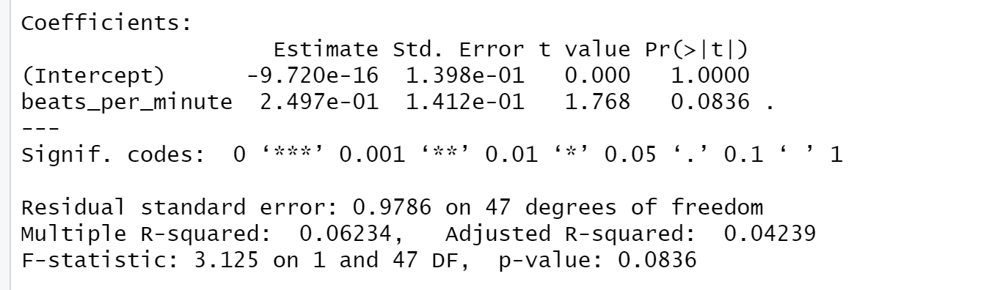 Coefficients:
Estimate Std. Error t value Pr(>|t|)
(Intercept) -9.720e-16 1.398e-01 0.000 1.0000
beats_per_minute 2.497e-01 1.412e-01 1.768 0.0836 .
---
Signif. codes: 0 ‘***’ 0.001 ‘**’ 0.01 ‘*’ 0.05 ‘.’ 0.1 ‘ ’ 1
Residual standard error: 0.9786 on 47 degrees of freedom
Multiple R-squared: 0.06234, Adjusted R-squared: 0.04239
F-statistic: 3.125 on 1 and 47 DF, p-value: 0.0836